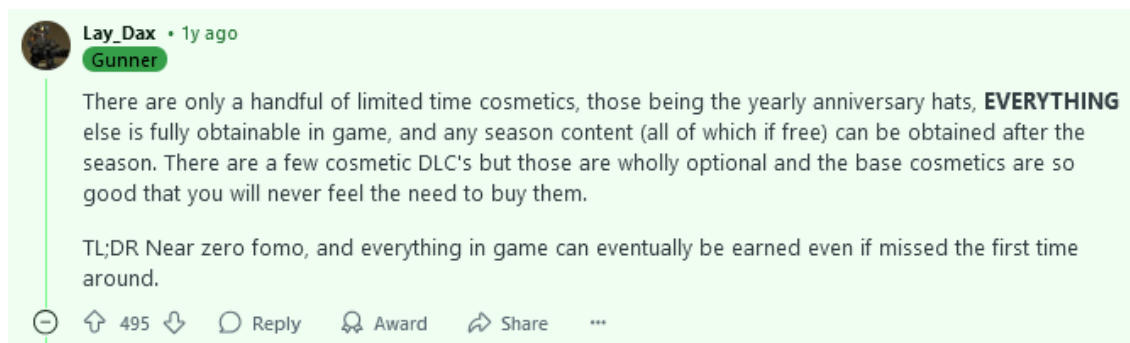 Lay_Dax • 1y ago
Gunner
There are only a handful of limited time cosmetics, those being the yearly anniversary hats, EVERYTHING
else is fully obtainable in game, and any season content (all of which if free) can be obtained after the
season. There are a few cosmetic DLC's but those are wholly optional and the base cosmetics are so
good that you will never feel the need to buy them.
TL;DR Near zero fomo, and everything in game can eventually be earned even if missed the first time
around.
495 Reply Award Share ...